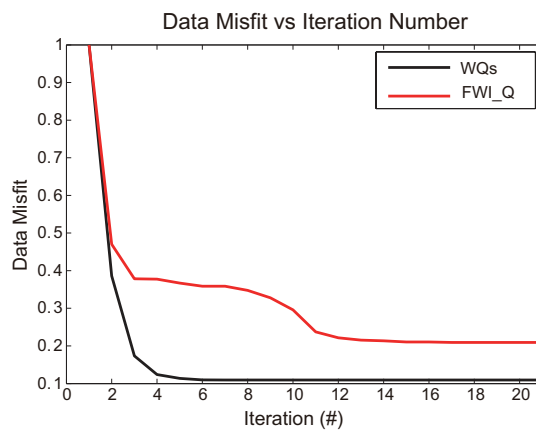 Data Misfit vs Iteration Number
WQs
FWI_Q
Data Misfit
1
0.9
0.8
0.7
0.6
0.5
0.4
0.3
0.2
0.1
0 2 4 6 8 10 12 14 16 18 20
Iteration (#)